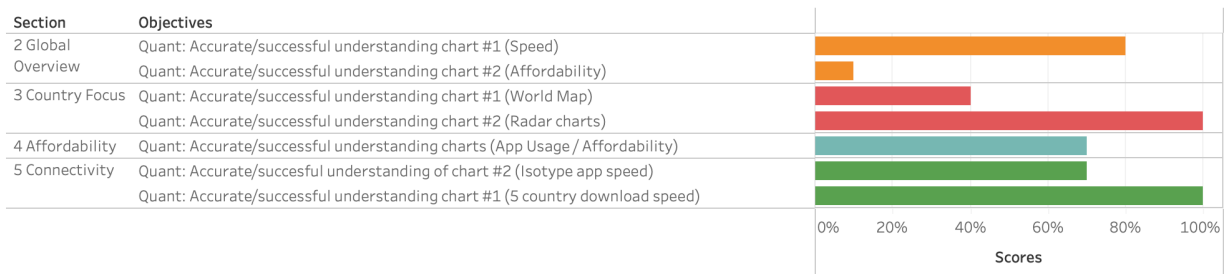 Section Objectives
2 Global Overview Quant: Accurate/successful understanding chart #1 (Speed)
Quant: Accurate/successful understanding chart #2 (Affordability)
3 Country Focus Quant: Accurate/successful understanding chart #1 (World Map)
Quant: Accurate/successful understanding chart #2 (Radar charts)
4 Affordability Quant: Accurate/successful understanding charts (App Usage / Affordability)
5 Connectivity Quant: Accurate/succesful understanding of chart #2 (Isotype app speed)
Quant: Accurate/successful understanding chart #1 (5 country download speed)
0% 20% 40% 60% 80% 100%
Scores